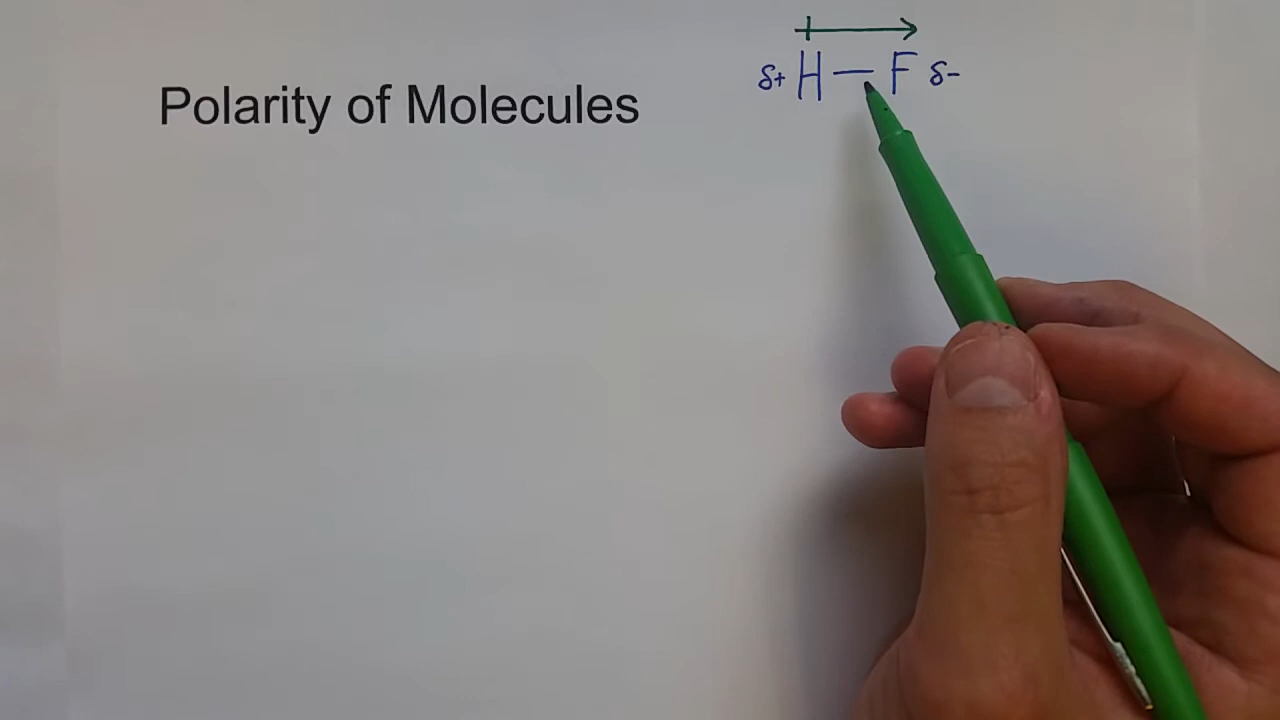 δ+ H — F δ-
Polarity of Molecules